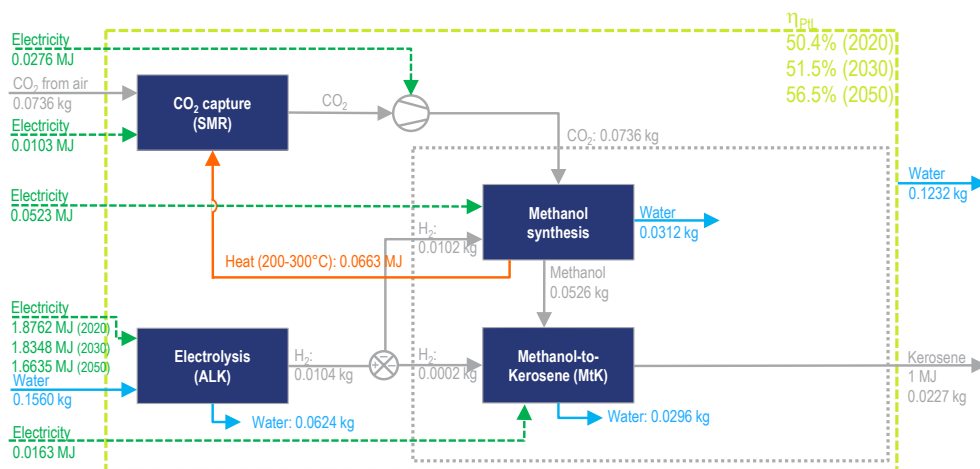 Electricity
0.0276 MJ
η_PtL
50.4% (2020)
51.5% (2030)
56.5% (2050)
CO₂ from air
0.0736 kg
CO₂ capture
(SMR)
CO₂
Electricity
0.0103 MJ
CO₂: 0.0736 kg
Water
0.1232 kg
Electricity
0.0523 MJ
Methanol
synthesis
Water
0.0312 kg
H₂:
0.0102 kg
Heat (200-300°C): 0.0663 MJ
Methanol
0.0526 kg
Electricity
1.8762 MJ (2020)
1.8348 MJ (2030)
1.6635 MJ (2050)
Electrolysis
(ALK)
H₂:
0.0104 kg
+
−
H₂:
0.0002 kg
Methanol-to-
Kerosene (MtK)
Kerosene
1 MJ
0.0227 kg
Water
0.1560 kg
Water: 0.0624 kg
Water: 0.0296 kg
Electricity
0.0163 MJ